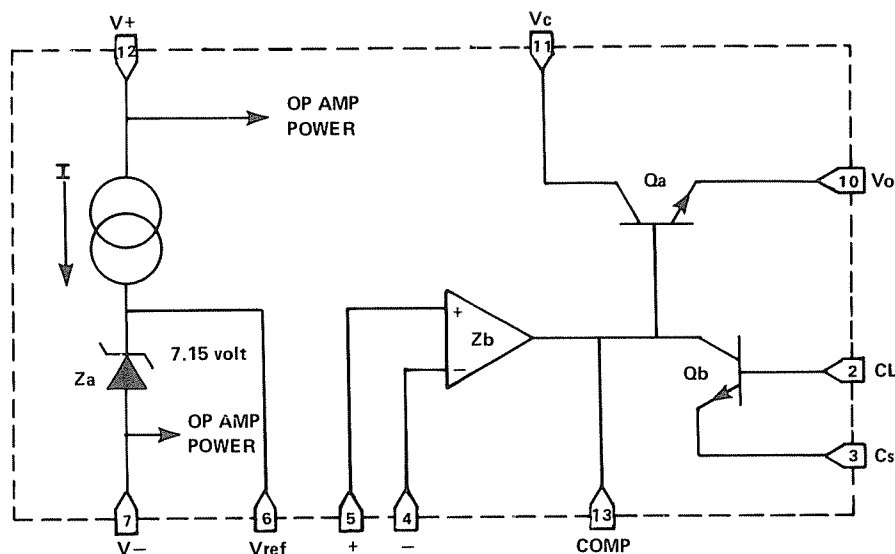 V+
Vc
12
11
OP AMP
POWER
I
Qa
10
Vo
+
Zb
−
7.15 volt
Za
Qb
2
CL
OP AMP
POWER
3
Cs
7
6
5
4
13
V−
Vref
+
−
COMP